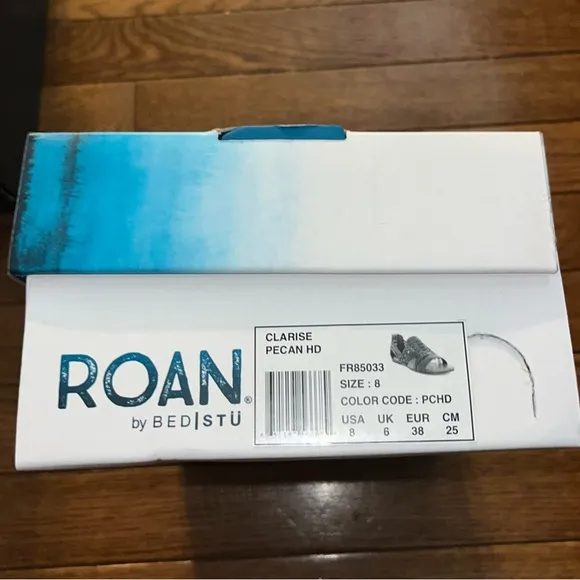 ROAN®
by BED|STÜ
CLARISE
PECAN HD
FR85033
SIZE : 8
COLOR CODE : PCHD
USA UK EUR CM
8 6 38 25